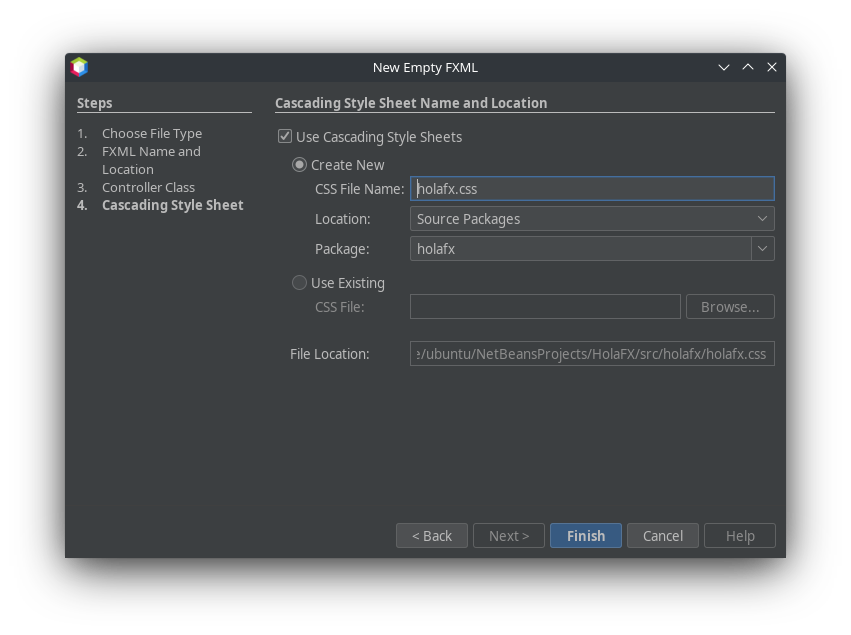 New Empty FXML
Steps
1. Choose File Type
2. FXML Name and
Location
3. Controller Class
4. Cascading Style Sheet
Cascading Style Sheet Name and Location
Use Cascading Style Sheets
Create New
CSS File Name: holafx.css
Location: Source Packages
Package: holafx
Use Existing
CSS File:
Browse...
File Location: /ubuntu/NetBeansProjects/HolaFX/src/holafx/holafx.css
< Back Next > Finish Cancel Help